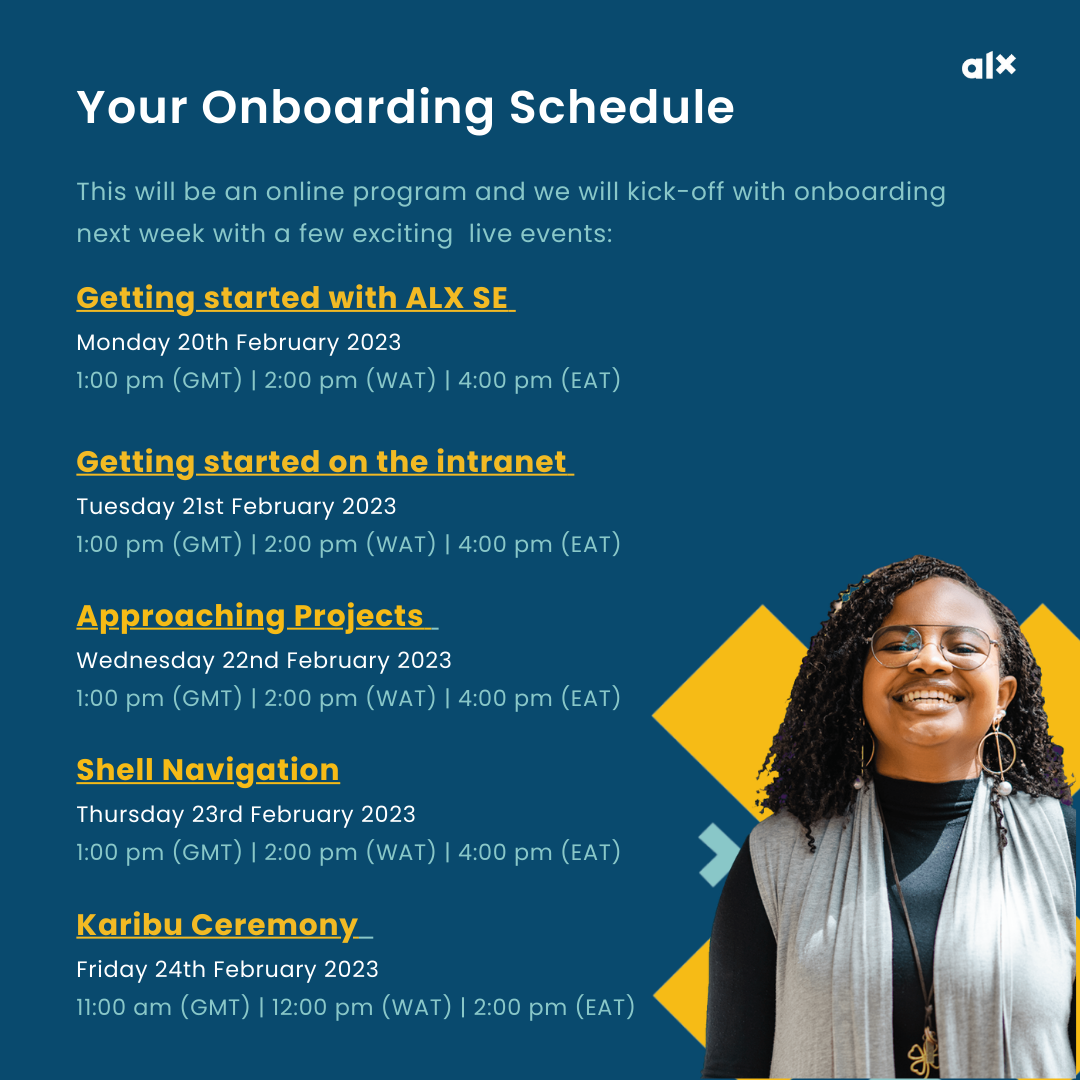 alx
Your Onboarding Schedule
This will be an online program and we will kick-off with onboarding
next week with a few exciting live events:
Getting started with ALX SE
Monday 20th February 2023
1:00 pm (GMT) | 2:00 pm (WAT) | 4:00 pm (EAT)
Getting started on the intranet
Tuesday 21st February 2023
1:00 pm (GMT) | 2:00 pm (WAT) | 4:00 pm (EAT)
Approaching Projects
Wednesday 22nd February 2023
1:00 pm (GMT) | 2:00 pm (WAT) | 4:00 pm (EAT)
Shell Navigation
Thursday 23rd February 2023
1:00 pm (GMT) | 2:00 pm (WAT) | 4:00 pm (EAT)
Karibu Ceremony
Friday 24th February 2023
11:00 am (GMT) | 12:00 pm (WAT) | 2:00 pm (EAT)